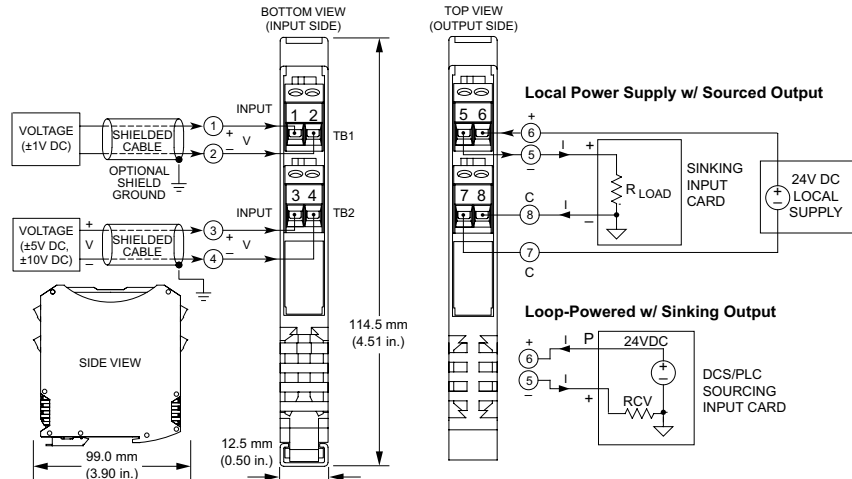 BOTTOM VIEW
(INPUT SIDE)
TOP VIEW
(OUTPUT SIDE)
VOLTAGE
(±1V DC)
SHIELDED
CABLE
OPTIONAL
SHIELD
GROUND
1
2
+
V
–
INPUT
1 2
TB1
VOLTAGE
(±5V DC,
±10V DC)
+
V
–
SHIELDED
CABLE
3
4
+
V
–
INPUT
3 4
TB2
SIDE VIEW
99.0 mm
(3.90 in.)
12.5 mm
(0.50 in.)
114.5 mm
(4.51 in.)
5 6
7 8
Local Power Supply w/ Sourced Output
+
6
5
–
I
+
R LOAD
SINKING
INPUT
CARD
+
–
24V DC
LOCAL
SUPPLY
C
8
I
–
7
C
Loop-Powered w/ Sinking Output
+
6
I
P
24VDC
+
–
5
–
I
+
RCV
DCS/PLC
SOURCING
INPUT CARD